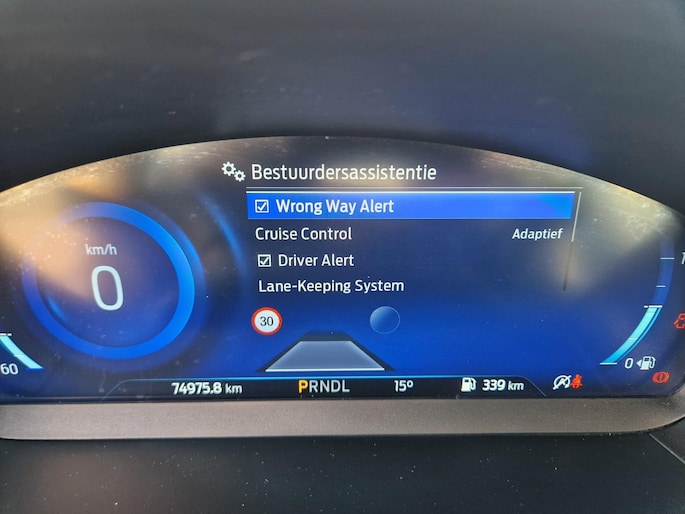 Bestuurdersassistentie
Wrong Way Alert
Cruise Control Adaptief
Driver Alert
Lane-Keeping System
km/h
0
30
60
0
74975.8 km PRNDL 15° 339 km